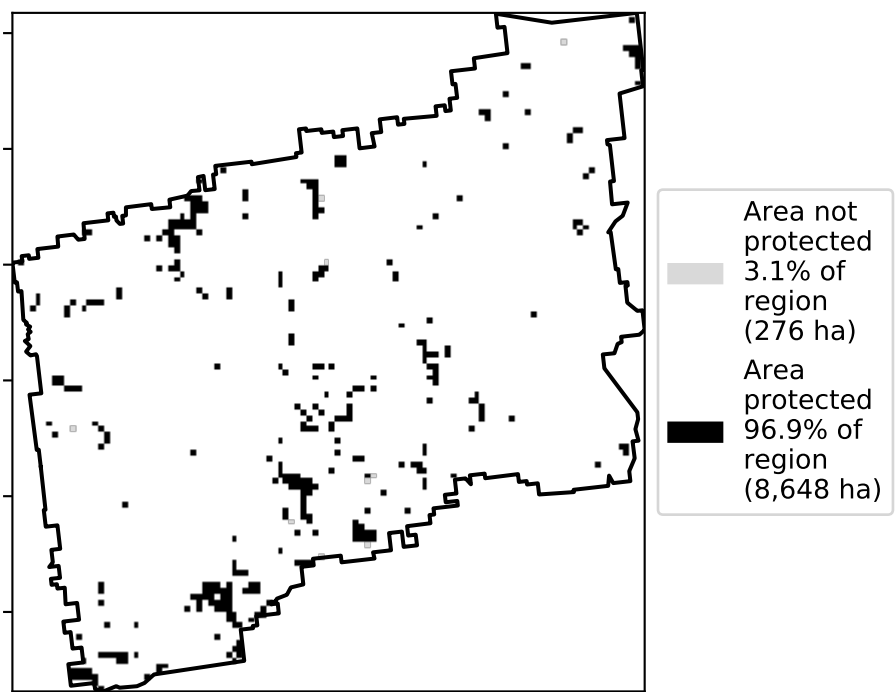 Area not
protected
3.1% of
region
(276 ha)
Area
protected
96.9% of
region
(8,648 ha)